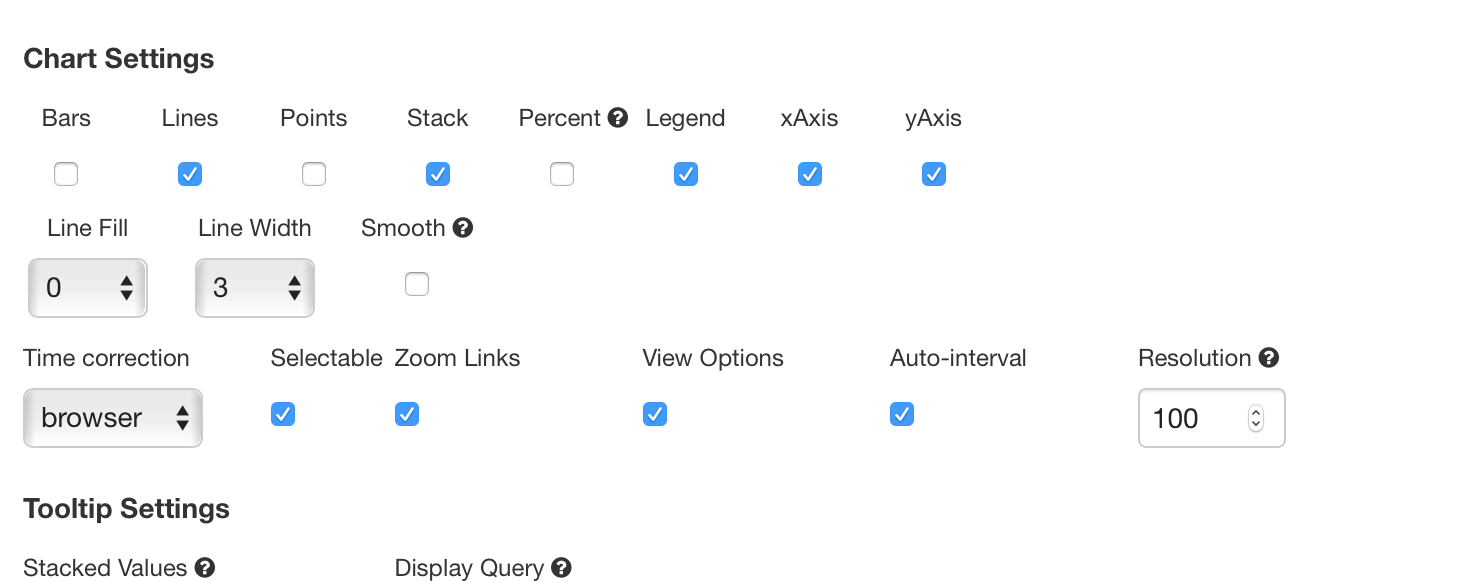 Chart Settings
Bars Lines Points Stack Percent Legend xAxis yAxis
Line Fill Line Width Smooth
0 3
Time correction Selectable Zoom Links View Options Auto-interval Resolution
browser 100
Tooltip Settings
Stacked Values Display Query